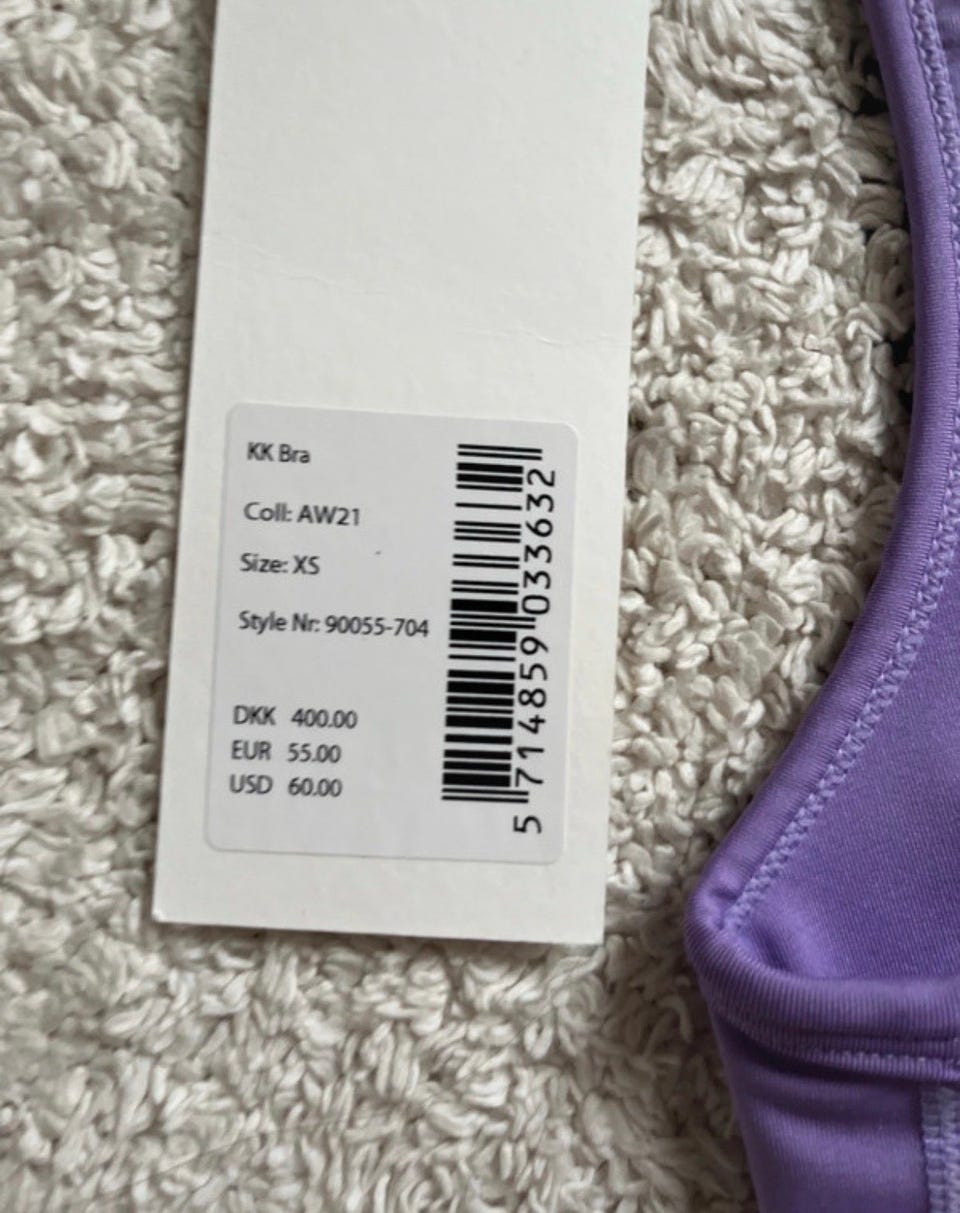 KK Bra
Coll: AW21
Size: XS
Style Nr: 90055-704
DKK 400.00
EUR 55.00
USD 60.00
5 714859 033632